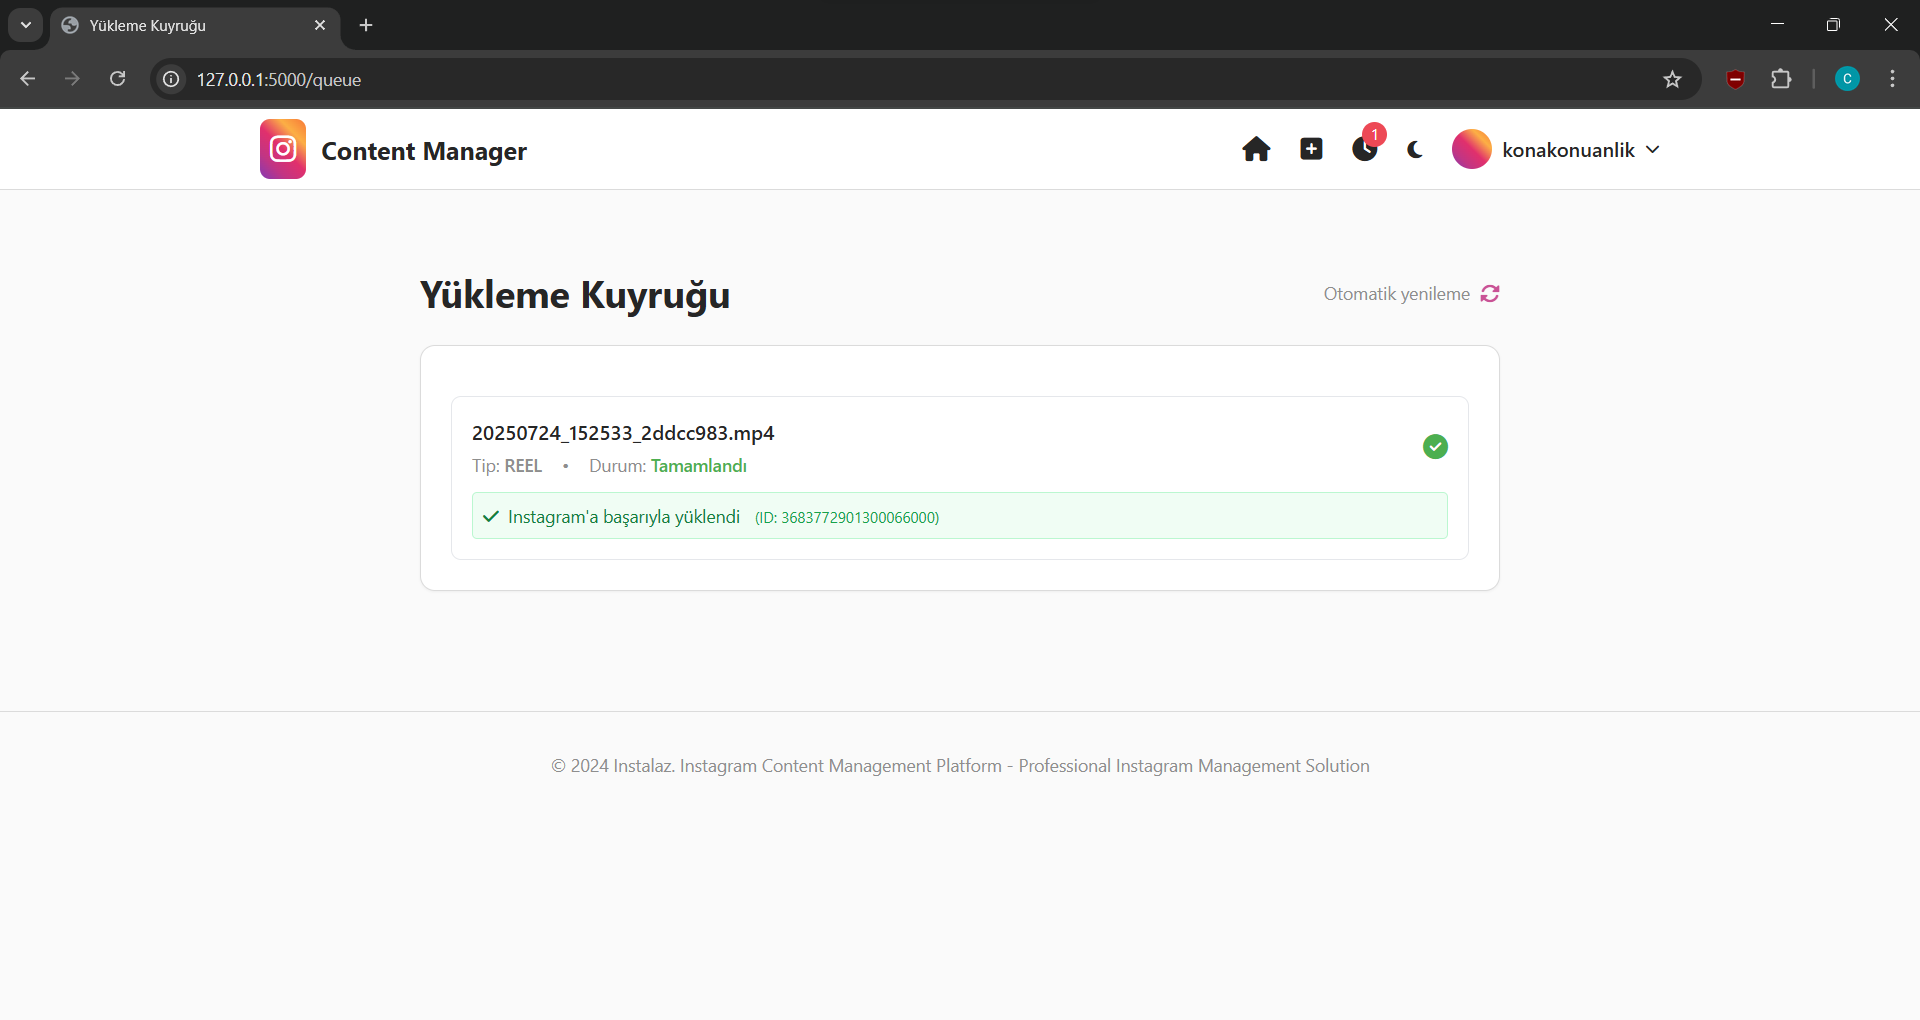 Yükleme Kuyruğu
127.0.0.1:5000/queue
C
Content Manager
1
konakonuanlik
Yükleme Kuyruğu
Otomatik yenileme
20250724_152533_2ddcc983.mp4
Tip: REEL • Durum: Tamamlandı
Instagram'a başarıyla yüklendi (ID: 3683772901300066000)
© 2024 Instalaz. Instagram Content Management Platform - Professional Instagram Management Solution